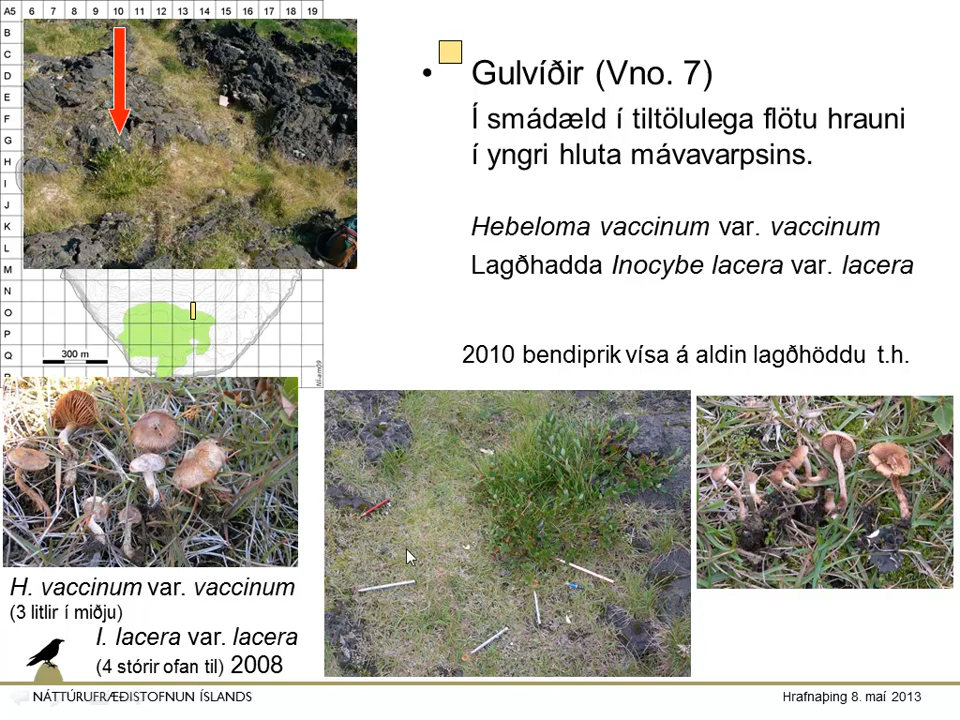 A5 6 7 8 9 10 11 12 13 14 15 16 17 18 19
B
C
D
E
F
G
H
I
J
K
L
M
N
O
P
Q
R
300 m
• Gulvíðir (Vno. 7)
Í smádæld í tiltölulega flötu hrauni
í yngri hluta mávavarpsins.
Hebeloma vaccinum var. vaccinum
Lagðhadda Inocybe lacera var. lacera
2010 bendiprik vísa á aldin lagðhöddu t.h.
H. vaccinum var. vaccinum
(3 litlir í miðju)
I. lacera var. lacera
(4 stórir ofan til) 2008
NÁTTÚRUFRÆÐISTOFNUN ÍSLANDS
Hrafnaþing 8. maí 2013